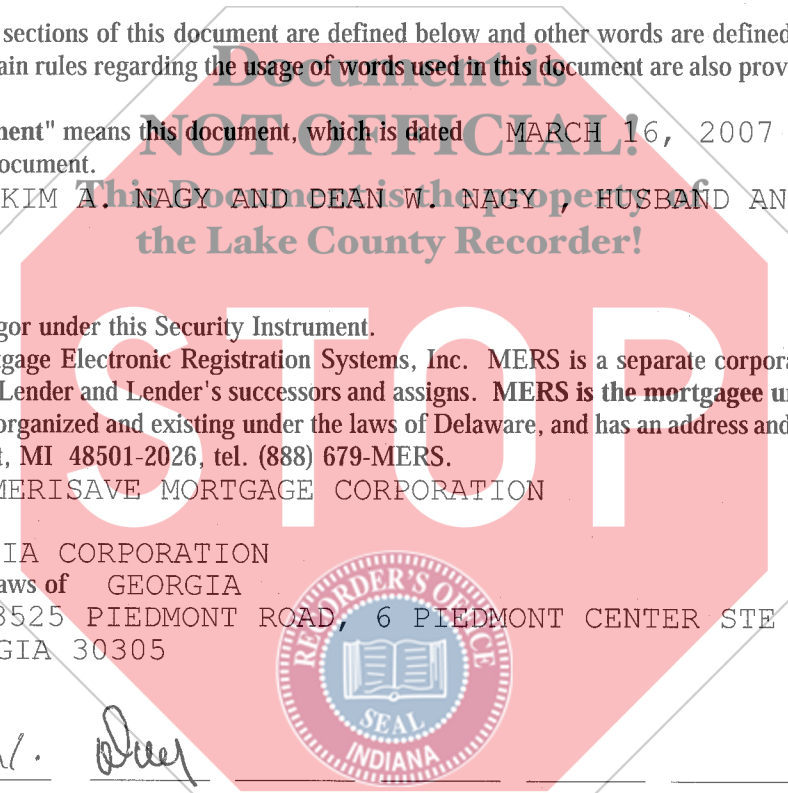 sections of this document are defined below and other words are defined
ain rules regarding the usage of words used in this document are also prov
Document is
ment" means this document, which is dated MARCH 16, 2007
NOT OFFICIAL!
ocument.
KIM A. NAGY AND DEAN W. NAGY , HUSBAND AN
This Document is the property of
the Lake County Recorder!
gor under this Security Instrument.
tgage Electronic Registration Systems, Inc. MERS is a separate corpora
Lender and Lender's successors and assigns. MERS is the mortgagee u
organized and existing under the laws of Delaware, and has an address and
t, MI 48501-2026, tel. (888) 679-MERS.
STOP
MERISAVE MORTGAGE CORPORATION
IA CORPORATION
aws of GEORGIA
3525 PIEDMONT ROAD, 6 PIEDMONT CENTER STE
GIA 30305
RECORDER'S OFFICE
SEAL
INDIANA